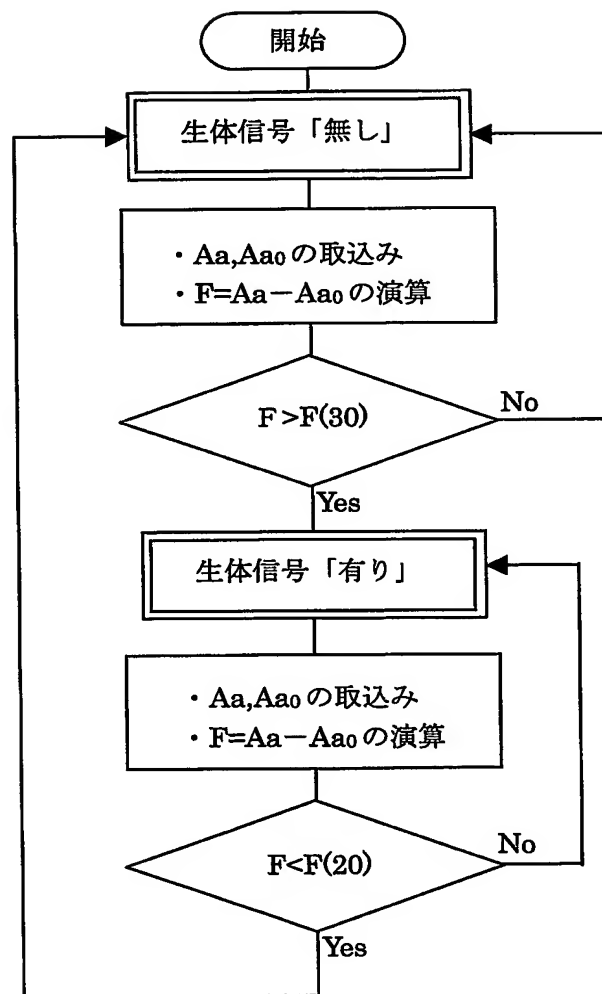 開始
生体信号「無し」
・Aa,Aa₀の取込み
・F=Aa－Aa₀の演算
F>F(30)
No
Yes
生体信号「有り」
・Aa,Aa₀の取込み
・F=Aa－Aa₀の演算
F<F(20)
No
Yes